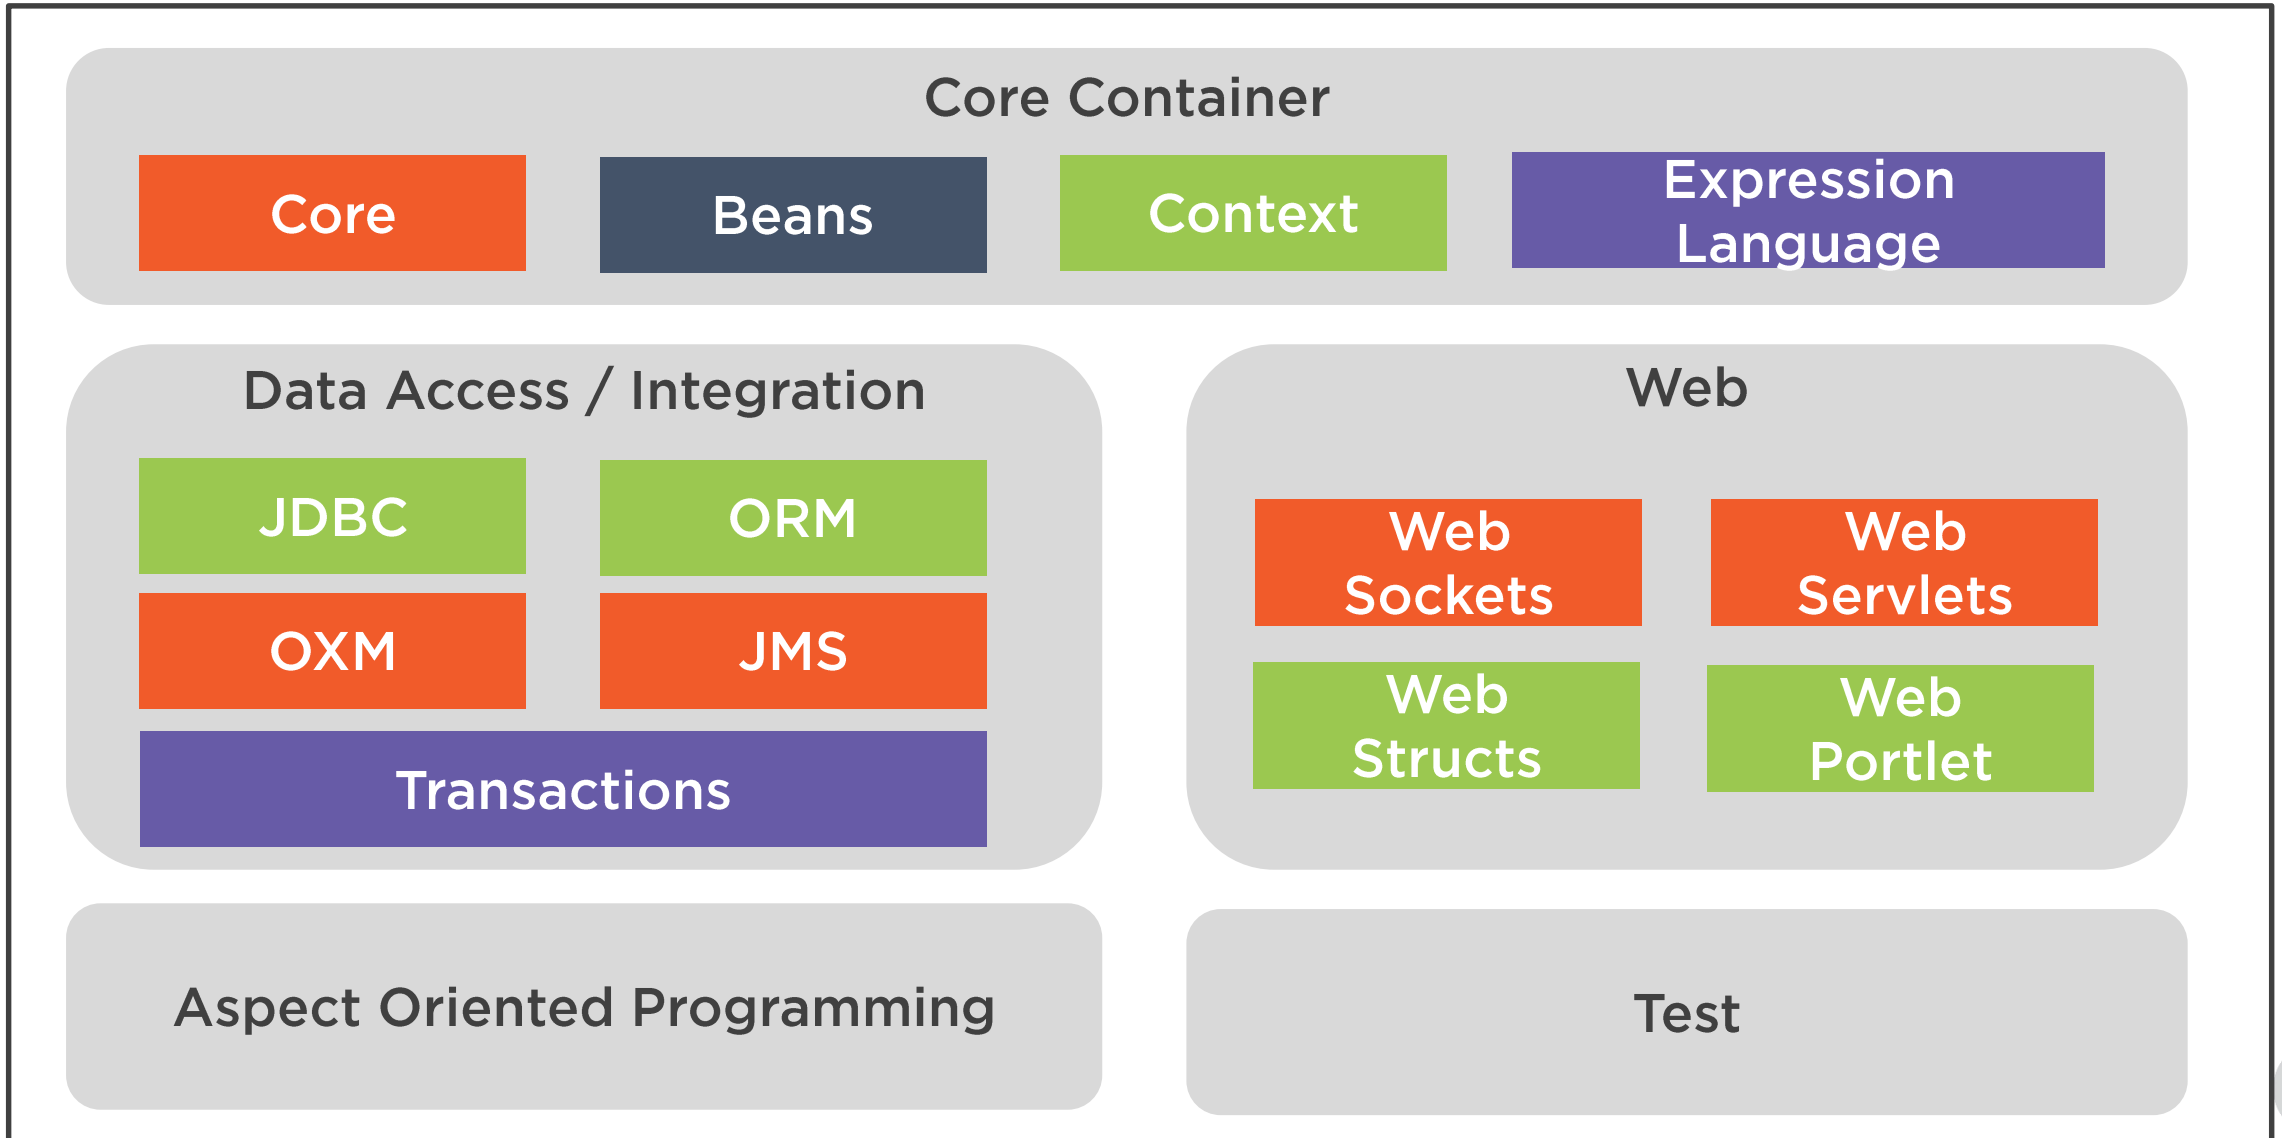 Core Container
Core
Beans
Context
Expression
Language
Data Access / Integration
JDBC
ORM
OXM
JMS
Transactions
Web
Web
Sockets
Web
Servlets
Web
Structs
Web
Portlet
Aspect Oriented Programming
Test